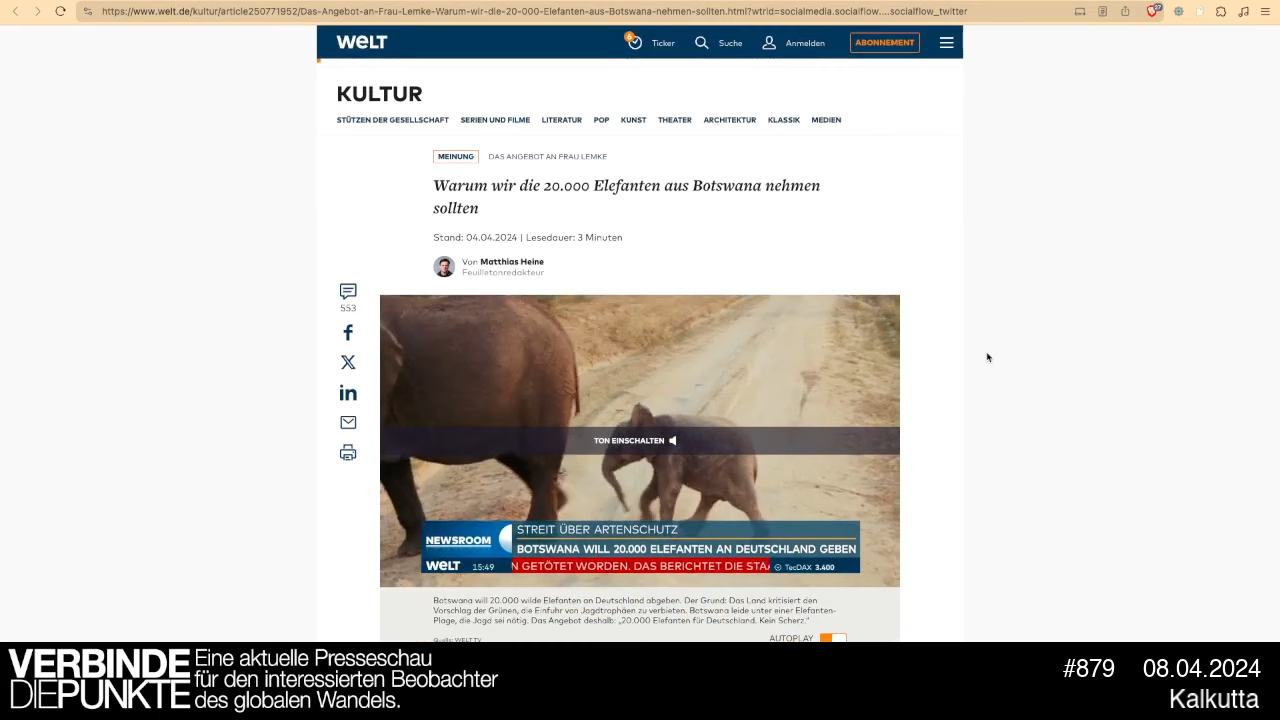 https://www.welt.de/kultur/article250771952/Das-Angebot-an-Frau-Lemke-Warum-wir-die-20-000-Elefanten-aus-Botswana-nehmen-sollten.html?wtrid=socialmedia.socialflow....socialflow_twitter
WELT
6
Ticker
Suche
Anmelden
ABONNEMENT
KULTUR
STÜTZEN DER GESELLSCHAFT SERIEN UND FILME LITERATUR POP KUNST THEATER ARCHITEKTUR KLASSIK MEDIEN
MEINUNG DAS ANGEBOT AN FRAU LEMKE
Warum wir die 20.000 Elefanten aus Botswana nehmen
sollten
Stand: 04.04.2024 | Lesedauer: 3 Minuten
Von Matthias Heine
Feuilletonredakteur
553
TON EINSCHALTEN
STREIT ÜBER ARTENSCHUTZ
NEWSROOM
BOTSWANA WILL 20.000 ELEFANTEN AN DEUTSCHLAND GEBEN
WELT 15:49 N GETÖTET WORDEN. DAS BERICHTET DIE STAA TecDAX 3.400
Botswana will 20.000 wilde Elefanten an Deutschland abgeben. Der Grund: Das Land kritisiert den
Vorschlag der Grünen, die Einfuhr von Jagdtrophäen zu verbieten. Botswana leide unter einer Elefanten-
Plage, die Jagd sei nötig. Das Angebot deshalb: „20.000 Elefanten für Deutschland. Kein Scherz."
Quelle: WELT TV
AUTOPLAY
VERBINDE
DIEPUNKTE
Eine aktuelle Presseschau
für den interessierten Beobachter
des globalen Wandels.
#879 08.04.2024
Kalkutta